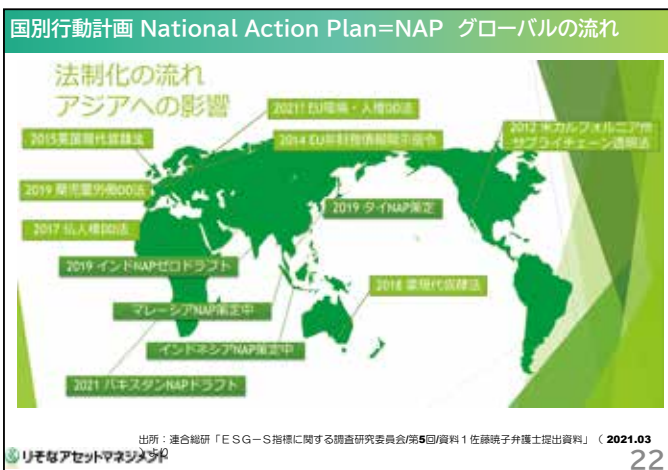 国別行動計画 National Action Plan=NAP グローバルの流れ
法制化の流れ
アジアへの影響
2021? EU環境・人権DD法
2015英国現代奴隷法
2014 EU非財務情報開示指令
2012 米カルフォルニア州
サプライチェーン透明法
2019 蘭児童労働DD法
2019 タイNAP策定
2017 仏人権DD法
2019 インドNAPゼロドラフト
2018 豪現代奴隷法
マレーシアNAP策定中
インドネシアNAP策定中
2021 パキスタンNAPドラフト
出所:連合総研「ESG-S指標に関する調査研究委員会/第5回/資料1佐藤暁子弁護士提出資料」( 2021.03
りそなアセットマネジメント
22